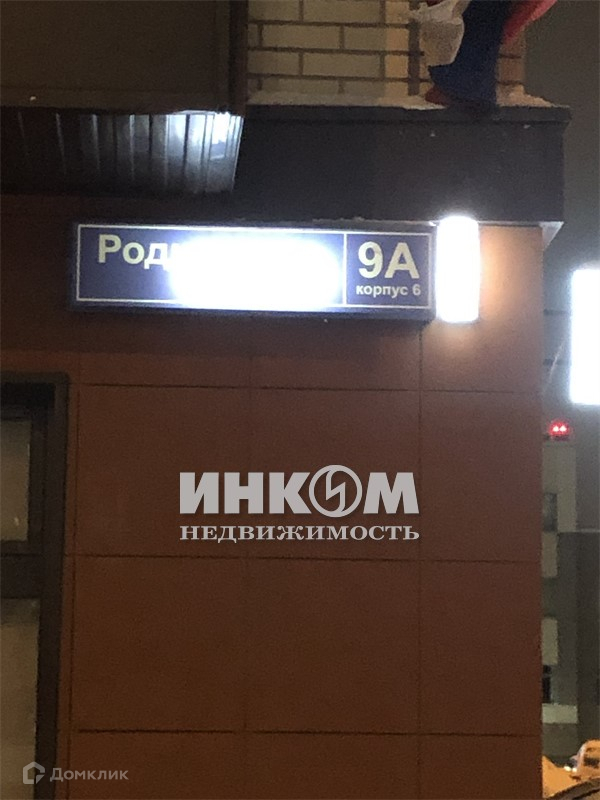 9А
корпус 6
ИНКОМ
НЕДВИЖИМОСТЬ
Домклик